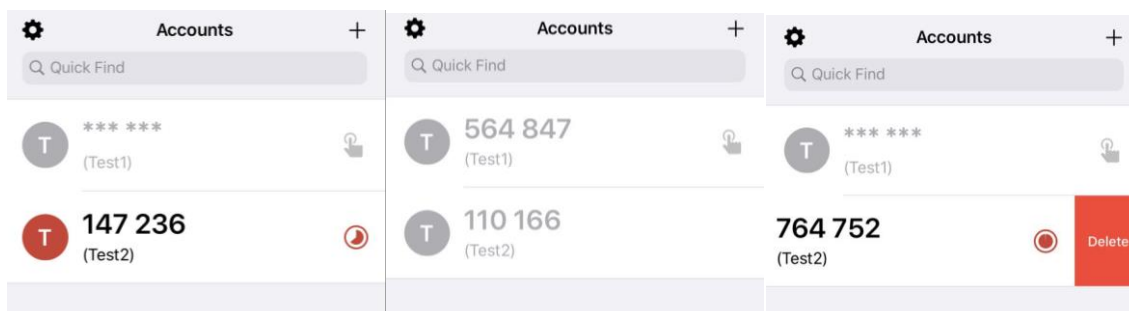 Accounts
Quick Find
T
*** ***
(Test1)
T
147 236
(Test2)
Accounts
Quick Find
T
564 847
(Test1)
T
110 166
(Test2)
Accounts
Quick Find
T
*** ***
(Test1)
764 752
(Test2)
Delete